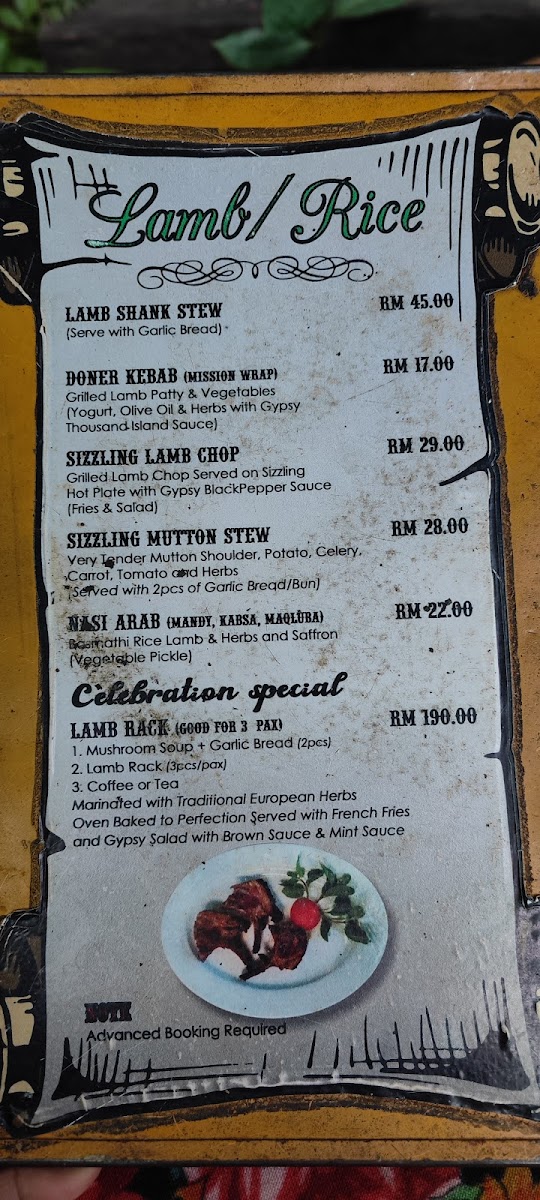 Lamb/Rice
LAMB SHANK STEW RM 45.00
(Serve with Garlic Bread)
DONER KEBAB (MISSION WRAP) RM 17.00
Grilled Lamb Patty & Vegetables
(Yogurt, Olive Oil & Herbs with Gypsy
Thousand Island Sauce)
SIZZLING LAMB CHOP RM 29.00
Grilled Lamb Chop Served on Sizzling
Hot Plate with Gypsy BlackPepper Sauce
(Fries & Salad)
SIZZLING MUTTON STEW RM 28.00
Very Tender Mutton Shoulder, Potato, Celery,
Carrot, Tomato and Herbs
(Served with 2pcs of Garlic Bread/Bun)
NASI ARAB (MANDY, KABSA, MAQLUBA) RM 22.00
Basmathi Rice Lamb & Herbs and Saffron
(Vegetable Pickle)
Celebration special
LAMB RACK (GOOD FOR 3 PAX) RM 190.00
1. Mushroom Soup + Garlic Bread (2pcs)
2. Lamb Rack (3pcs/pax)
3. Coffee or Tea
Marinated with Traditional European Herbs
Oven Baked to Perfection Served with French Fries
and Gypsy Salad with Brown Sauce & Mint Sauce
NOTE
Advanced Booking Required